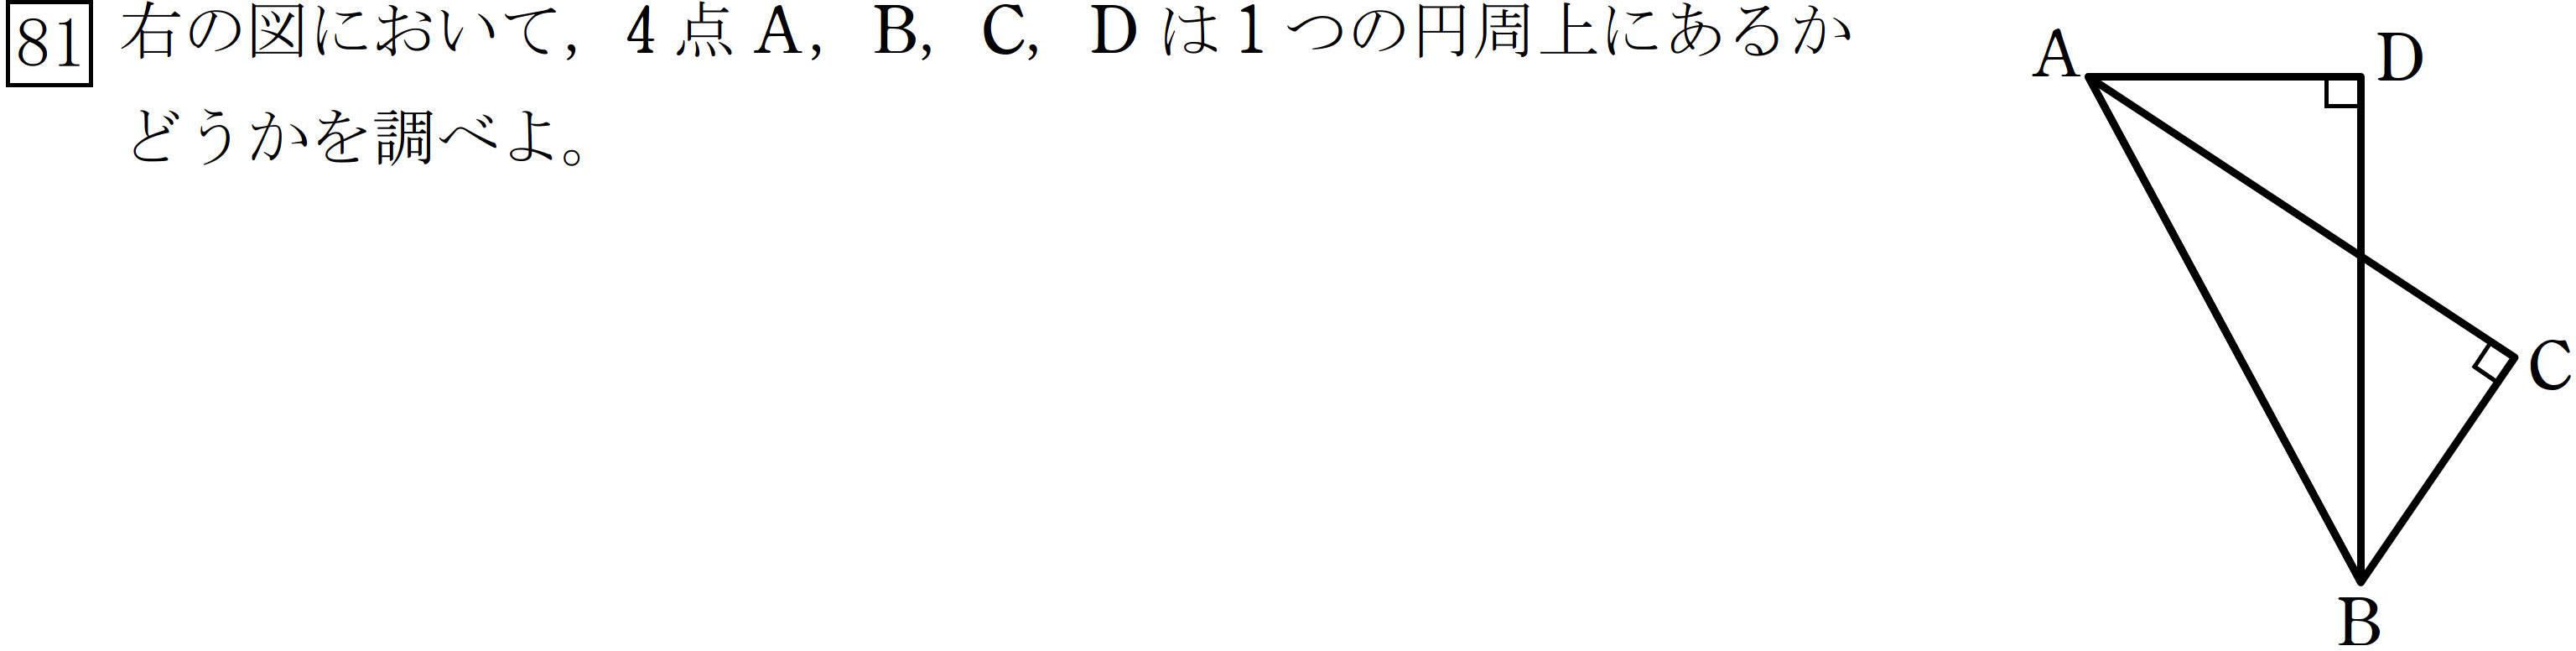 81 右の図において，4 点 A，B，C，D は 1 つの円周上にあるか
どうかを調べよ。
A
D
C
B